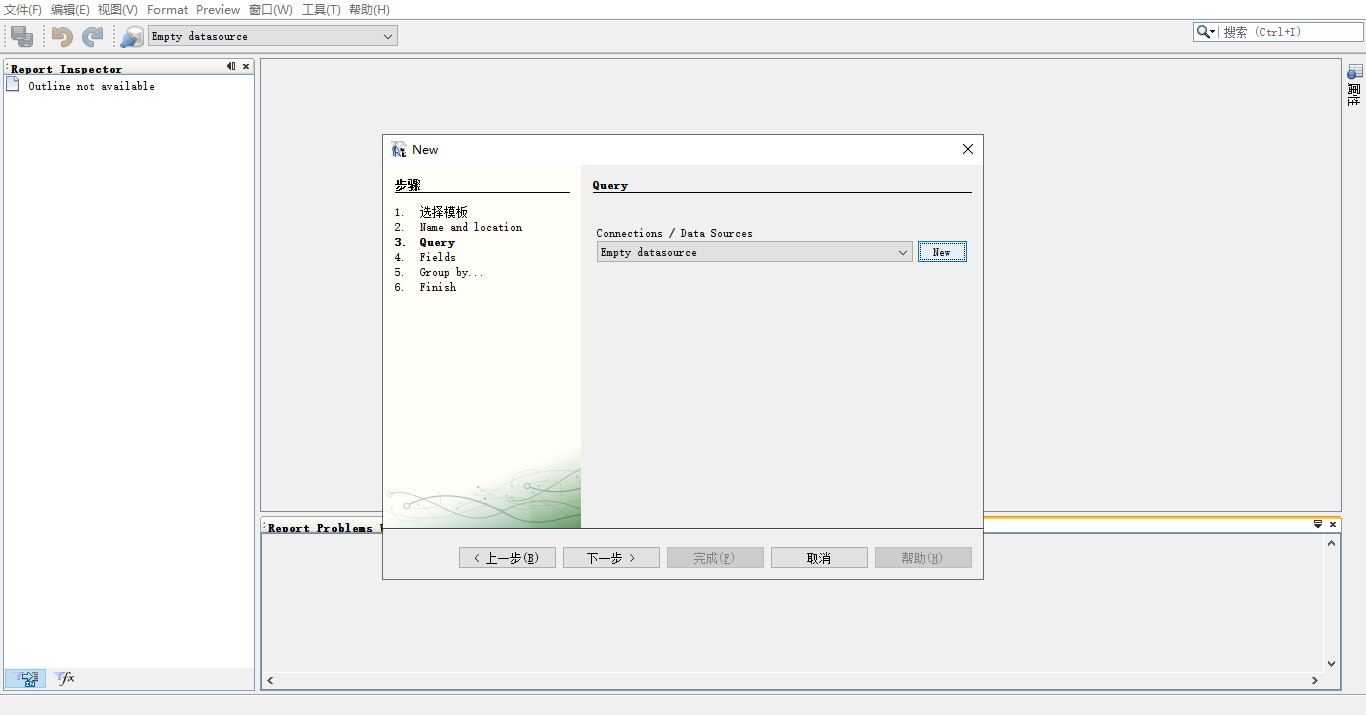 文件(F) 编辑(E) 视图(V) Format Preview 窗口(W) 工具(T) 帮助(H)
Empty datasource
搜索 (Ctrl+I)
Report Inspector
Outline not available
属性
New
步骤
1. 选择模板
2. Name and location
3. Query
4. Fields
5. Group by...
6. Finish
Query
Connections / Data Sources
Empty datasource
New
Report Problems
< 上一步(B)
下一步 >
完成(F)
取消
帮助(H)
fx